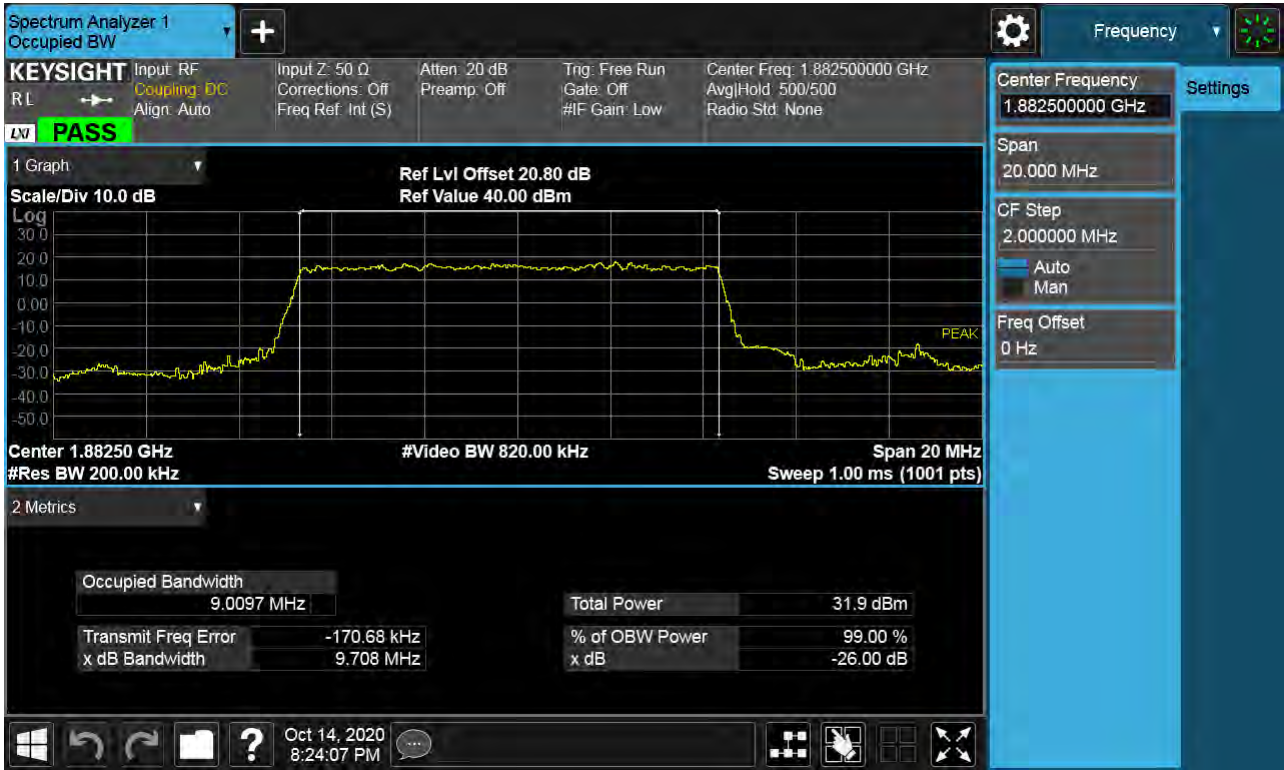 Spectrum Analyzer 1
Occupied BW
+
Frequency
KEYSIGHT
R L
LXI
PASS
Input: RF
Coupling: DC
Align: Auto
Input Z: 50 Ω
Corrections: Off
Freq Ref: Int (S)
Atten: 20 dB
Preamp: Off
Trig: Free Run
Gate: Off
#IF Gain: Low
Center Freq: 1.882500000 GHz
Avg|Hold: 500/500
Radio Std: None
Center Frequency
1.882500000 GHz
Settings
Span
20.000 MHz
CF Step
2.000000 MHz
Auto
Man
Freq Offset
0 Hz
1 Graph
Scale/Div 10.0 dB
Ref Lvl Offset 20.80 dB
Ref Value 40.00 dBm
Log
30.0
20.0
10.0
0.00
-10.0
-20.0
-30.0
-40.0
-50.0
PEAK
Center 1.88250 GHz
#Res BW 200.00 kHz
#Video BW 820.00 kHz
Span 20 MHz
Sweep 1.00 ms (1001 pts)
2 Metrics
Occupied Bandwidth
9.0097 MHz
Total Power 31.9 dBm
Transmit Freq Error -170.68 kHz
% of OBW Power 99.00 %
x dB Bandwidth 9.708 MHz
x dB -26.00 dB
?
Oct 14, 2020
8:24:07 PM